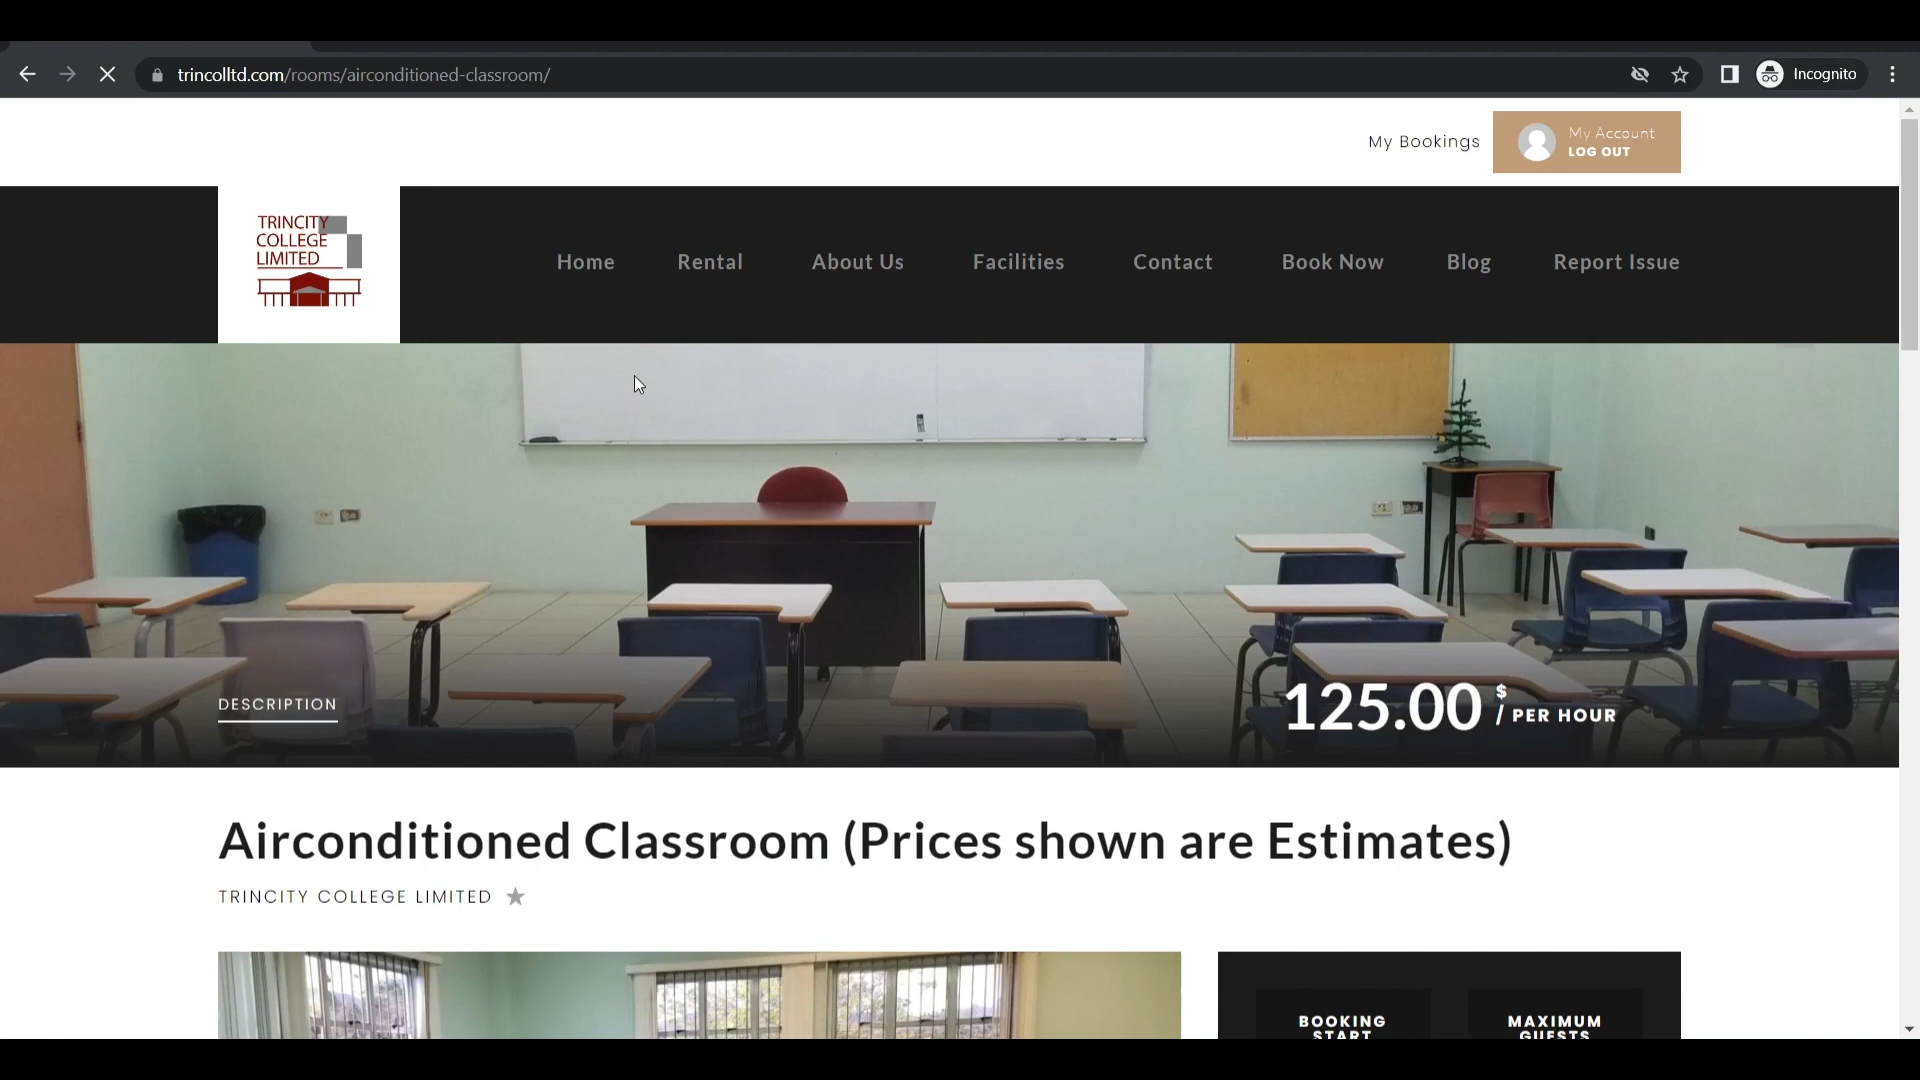 trincolltd.com/rooms/airconditioned-classroom/
Incognito
My Bookings
My Account
LOG OUT
TRINCITY
COLLEGE
LIMITED
Home
Rental
About Us
Facilities
Contact
Book Now
Blog
Report Issue
DESCRIPTION
125.00 $ / PER HOUR
Airconditioned Classroom (Prices shown are Estimates)
TRINCITY COLLEGE LIMITED
BOOKING
START
MAXIMUM
GUESTS